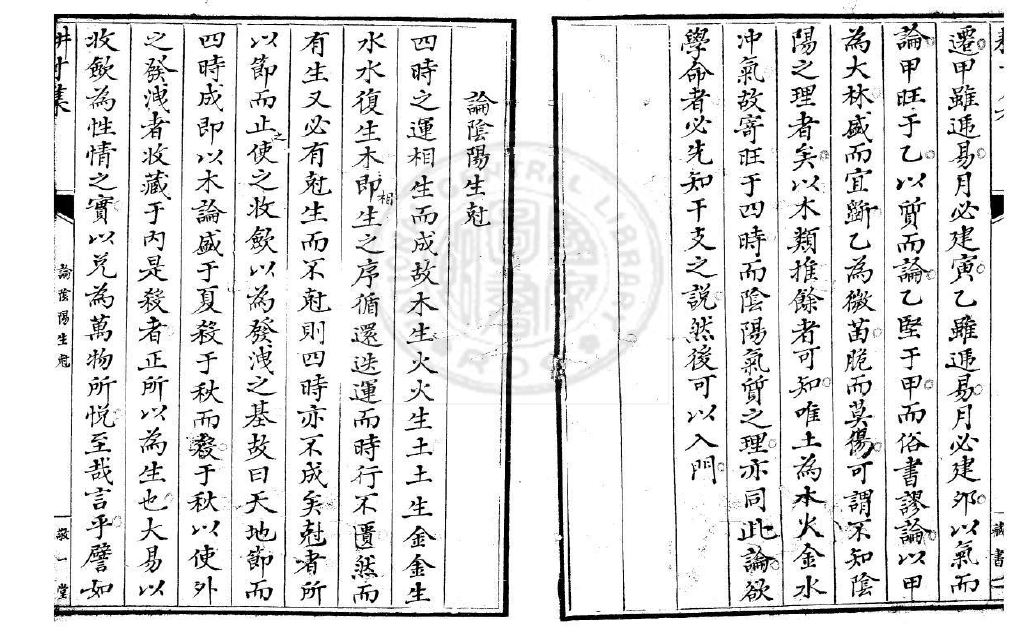 遷甲雖遞易月必建寅乙雖遞易月必建卯以氣而
論甲旺于乙以質而論乙堅于甲而俗書謬論以甲
為大林盛而宜斷乙為微苗脆而莫傷可謂不知陰
陽之理者矣以木類推餘者可知唯土為木火金水
冲氣故寄旺于四時而陰陽氣質之理亦同此論欲
學命者必先知干支之說然後可以入門
論陰陽生尅
四時之運相生而成故木生火火生土土生金金生
水水復生木即相生之序循還迭運而時行不匱然而
有生又必有尅生而不尅則四時亦不成矣尅者所
以節而止之使之收歛以為發洩之基故曰天地節而
四時成即以木論盛于夏殺于秋而殺于秋以使外
之發洩者收藏于內是殺者正所以為生也大易以
收歛為性情之實以兌為萬物所悅至哉言乎譬如
論陰陽生尅
敬一堂
藏書